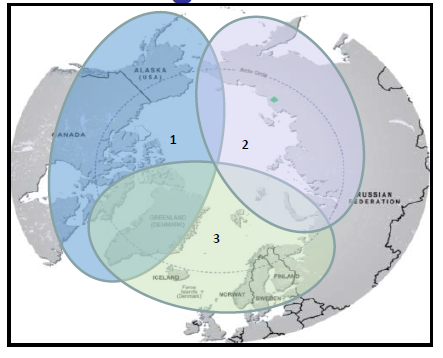 ALASKA
(USA)
Arctic Circle
CANADA
1
2
RUSSIAN
FEDERATION
GREENLAND
(DENMARK)
3
ICELAND
Faroe
Islands
(Denmark)
NORWAY
SWEDEN
FINLAND